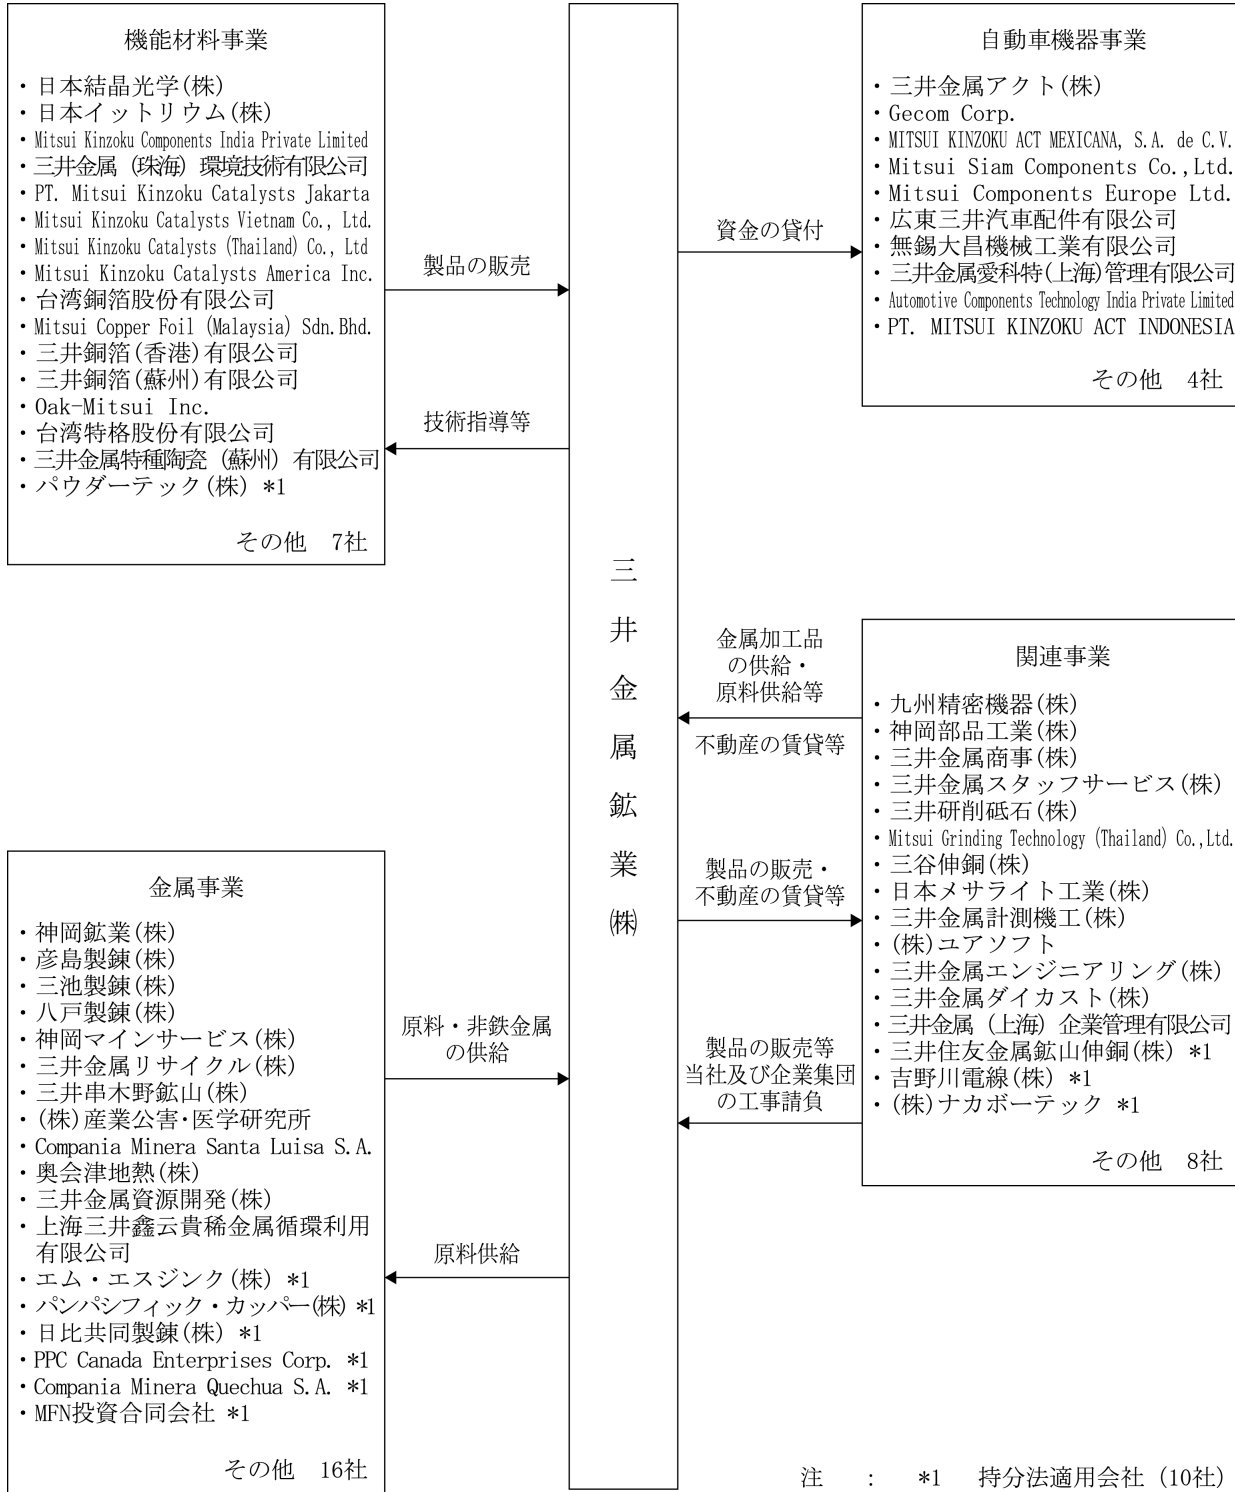 機能材料事業
・日本結晶光学(株)
・日本イットリウム(株)
・Mitsui Kinzoku Components India Private Limited
・三井金属（珠海）環境技術有限公司
・PT. Mitsui Kinzoku Catalysts Jakarta
・Mitsui Kinzoku Catalysts Vietnam Co., Ltd.
・Mitsui Kinzoku Catalysts (Thailand) Co., Ltd
・Mitsui Kinzoku Catalysts America Inc.
・台湾銅箔股份有限公司
・Mitsui Copper Foil (Malaysia) Sdn.Bhd.
・三井銅箔(香港)有限公司
・三井銅箔(蘇州)有限公司
・Oak-Mitsui Inc.
・台湾特格股份有限公司
・三井金属特種陶瓷（蘇州）有限公司
・パウダーテック(株) *1
その他　7社
製品の販売
技術指導等
金属事業
・神岡鉱業(株)
・彦島製錬(株)
・三池製錬(株)
・八戸製錬(株)
・神岡マインサービス(株)
・三井金属リサイクル(株)
・三井串木野鉱山(株)
・(株)産業公害･医学研究所
・Compania Minera Santa Luisa S.A.
・奥会津地熱(株)
・三井金属資源開発(株)
・上海三井鑫云貴稀金属循環利用
有限公司
・エム・エスジンク(株) *1
・パンパシフィック・カッパー(株) *1
・日比共同製錬(株) *1
・PPC Canada Enterprises Corp. *1
・Compania Minera Quechua S.A. *1
・MFN投資合同会社 *1
その他　16社
原料・非鉄金属
の供給
原料供給
三井金属鉱業㈱
資金の貸付
自動車機器事業
・三井金属アクト(株)
・Gecom Corp.
・MITSUI KINZOKU ACT MEXICANA, S.A. de C.V.
・Mitsui Siam Components Co.,Ltd.
・Mitsui Components Europe Ltd.
・広東三井汽車配件有限公司
・無錫大昌機械工業有限公司
・三井金属愛科特(上海)管理有限公司
・Automotive Components Technology India Private Limited
・PT. MITSUI KINZOKU ACT INDONESIA
その他　4社
金属加工品
の供給・
原料供給等
不動産の賃貸等
製品の販売・
不動産の賃貸等
製品の販売等
当社及び企業集団
の工事請負
関連事業
・九州精密機器(株)
・神岡部品工業(株)
・三井金属商事(株)
・三井金属スタッフサービス(株)
・三井研削砥石(株)
・Mitsui Grinding Technology (Thailand) Co.,Ltd.
・三谷伸銅(株)
・日本メサライト工業(株)
・三井金属計測機工(株)
・(株)ユアソフト
・三井金属エンジニアリング(株)
・三井金属ダイカスト(株)
・三井金属（上海）企業管理有限公司
・三井住友金属鉱山伸銅(株) *1
・吉野川電線(株) *1
・(株)ナカボーテック *1
その他　8社
注　:　*1　持分法適用会社（10社）